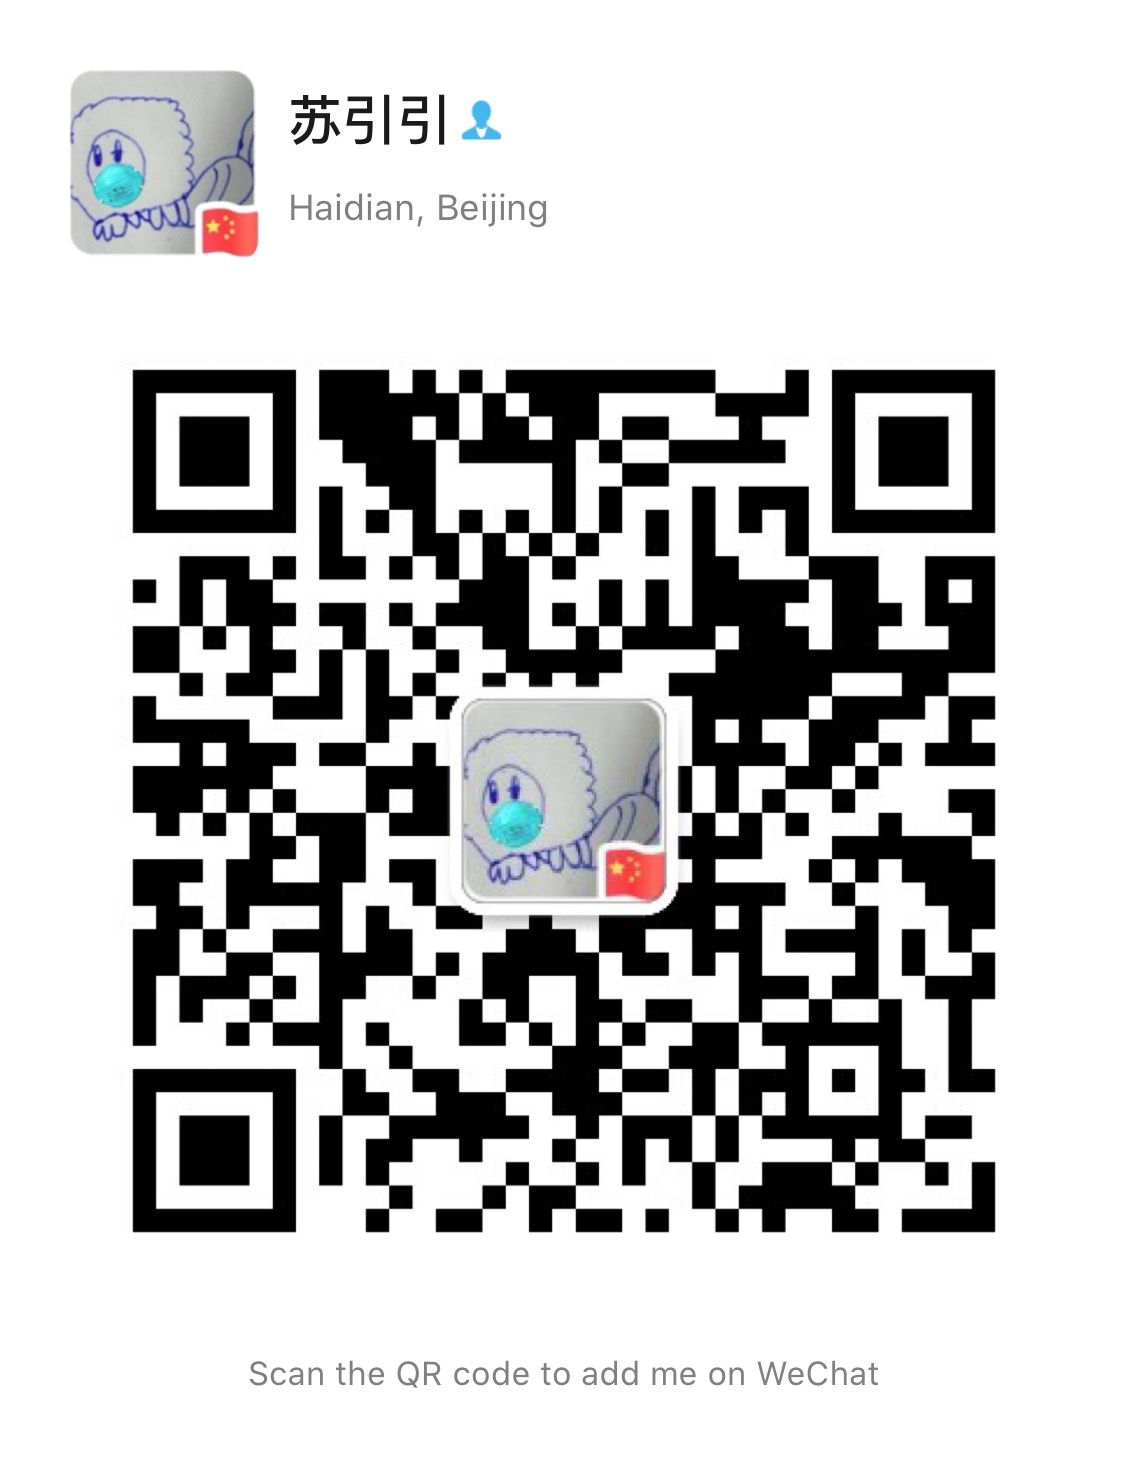 苏引引
Haidian, Beijing
Scan the QR code to add me on WeChat